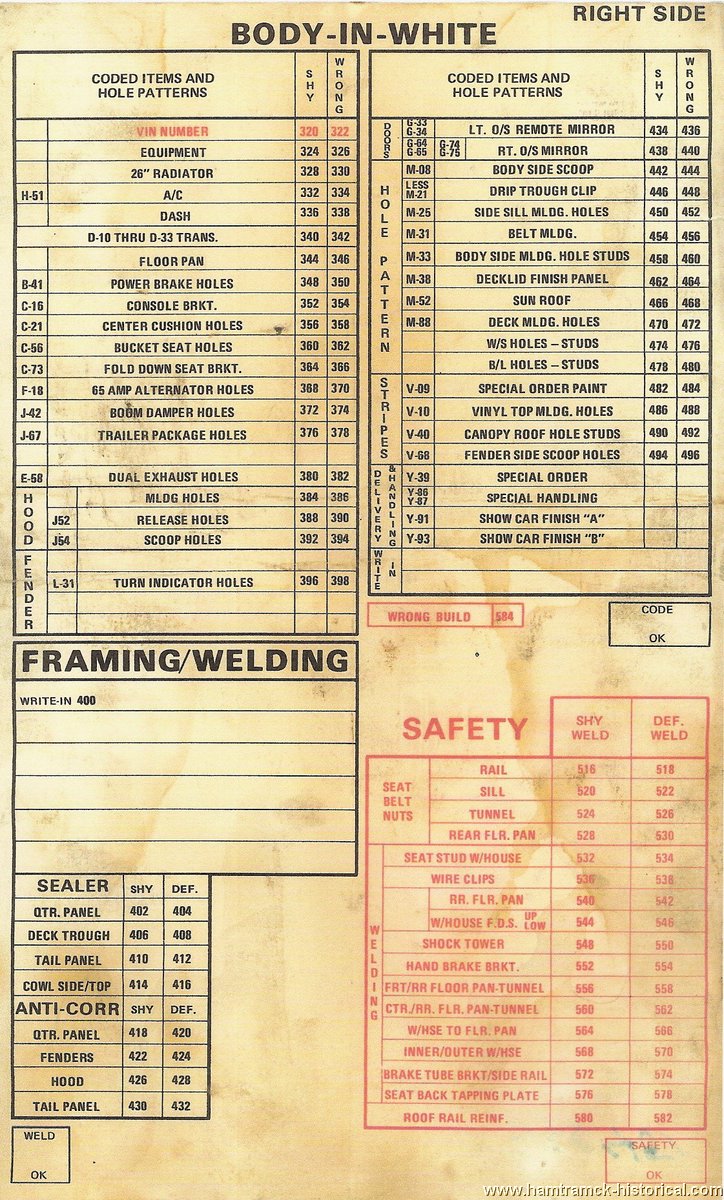 RIGHT SIDE
BODY-IN-WHITE
CODED ITEMS AND HOLE PATTERNS SHY WRONG
VIN NUMBER 320 322
EQUIPMENT 324 326
26" RADIATOR 328 330
H-51 A/C 332 334
DASH 336 338
D-10 THRU D-33 TRANS. 340 342
FLOOR PAN 344 346
B-41 POWER BRAKE HOLES 348 350
C-16 CONSOLE BRKT. 352 354
C-21 CENTER CUSHION HOLES 356 358
C-56 BUCKET SEAT HOLES 360 362
C-73 FOLD DOWN SEAT BRKT. 364 366
F-18 65 AMP ALTERNATOR HOLES 368 370
J-42 BOUM DAMPER HOLES 372 374
J-67 TRAILER PACKAGE HOLES 376 378
E-58 DUAL EXHAUST HOLES 380 382
HOOD
MLDG HOLES 384 386
J52 RELEASE HOLES 388 390
J54 SCOOP HOLES 392 394
FENDER
L-31 TURN INDICATOR HOLES 396 398
CODED ITEMS AND HOLE PATTERNS SHY WRONG
DOORS
G-33 G-34 LT. O/S REMOTE MIRROR 434 436
G-64 G-65 G-74 G-75 RT. O/S MIRROR 438 440
HOLE PATTERN
M-08 BODY SIDE SCOOP 442 444
LESS M-21 DRIP TROUGH CLIP 446 448
M-25 SIDE SILL MLDG. HOLES 450 452
M-31 BELT MLDG. 454 456
M-33 BODY SIDE MLDG. HOLE STUDS 458 460
M-38 DECKLID FINISH PANEL 462 464
M-52 SUN ROOF 466 468
M-88 DECK MLDG. HOLES 470 472
W/S HOLES – STUDS 474 476
B/L HOLES – STUDS 478 480
STRIPES
V-09 SPECIAL ORDER PAINT 482 484
V-10 VINYL TOP MLDG. HOLES 486 488
V-40 CANOPY ROOF HOLE STUDS 490 492
V-68 FENDER SIDE SCOOP HOLES 494 496
DELIVERY & HANDLING
Y-39 SPECIAL ORDER
Y-86 Y-87 SPECIAL HANDLING
Y-91 SHOW CAR FINISH "A"
Y-93 SHOW CAR FINISH "B"
WRITE IN
WRONG BUILD 584
CODE
OK
FRAMING/WELDING
WRITE-IN 400
SEALER SHY DEF.
QTR. PANEL 402 404
DECK TROUGH 406 408
TAIL PANEL 410 412
COWL SIDE/TOP 414 416
ANTI-CORR SHY DEF.
QTR. PANEL 418 420
FENDERS 422 424
HOOD 426 428
TAIL PANEL 430 432
WELD
OK
SAFETY SHY WELD DEF. WELD
SEAT BELT NUTS
RAIL 516 518
SILL 520 522
TUNNEL 524 526
REAR FLR. PAN 528 530
WELDING
SEAT STUD W/HOUSE 532 534
WIRE CLIPS 536 538
RR. FLR. PAN 540 542
W/HOUSE F.D.S. UP LOW 544 546
SHOCK TOWER 548 550
HAND BRAKE BRKT. 552 554
FRT/RR FLOOR PAN-TUNNEL 556 558
CTR./RR. FLR. PAN-TUNNEL 560 562
W/HSE TO FLR. PAN 564 566
INNER/OUTER W/HSE 568 570
BRAKE TUBE BRKT/SIDE RAIL 572 574
SEAT BACK TAPPING PLATE 576 578
ROOF RAIL REINF. 580 582
SAFETY
OK
www.hamtramck-historical.com